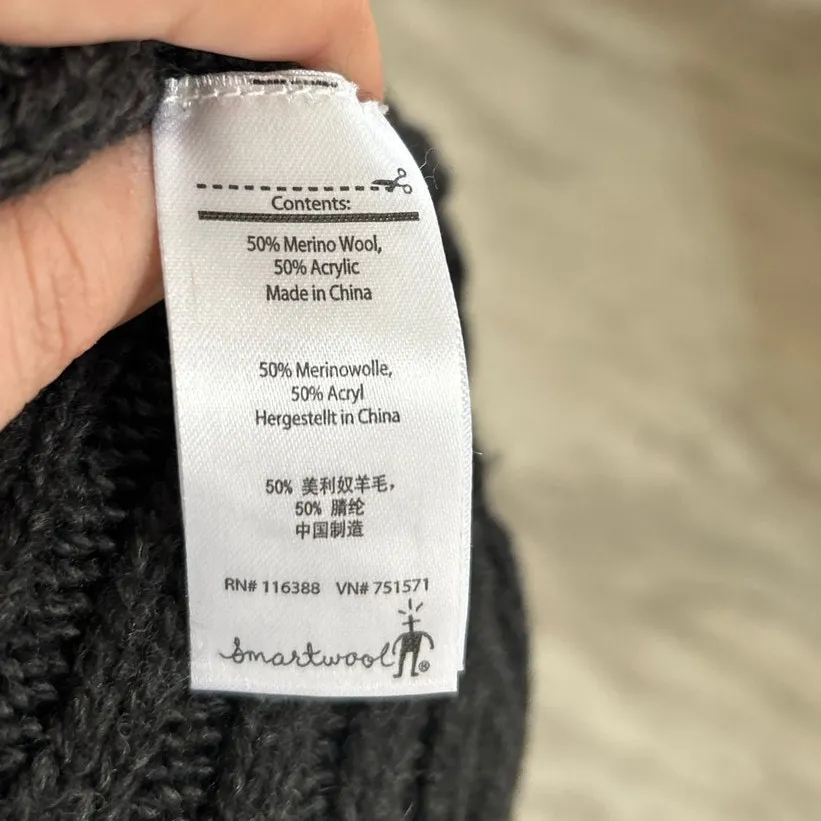 Contents:
50% Merino Wool,
50% Acrylic
Made in China
50% Merinowolle,
50% Acryl
Hergestellt in China
50% 美利奴羊毛,
50% 腈纶
中国制造
RN# 116388 VN# 751571
Smartwool®